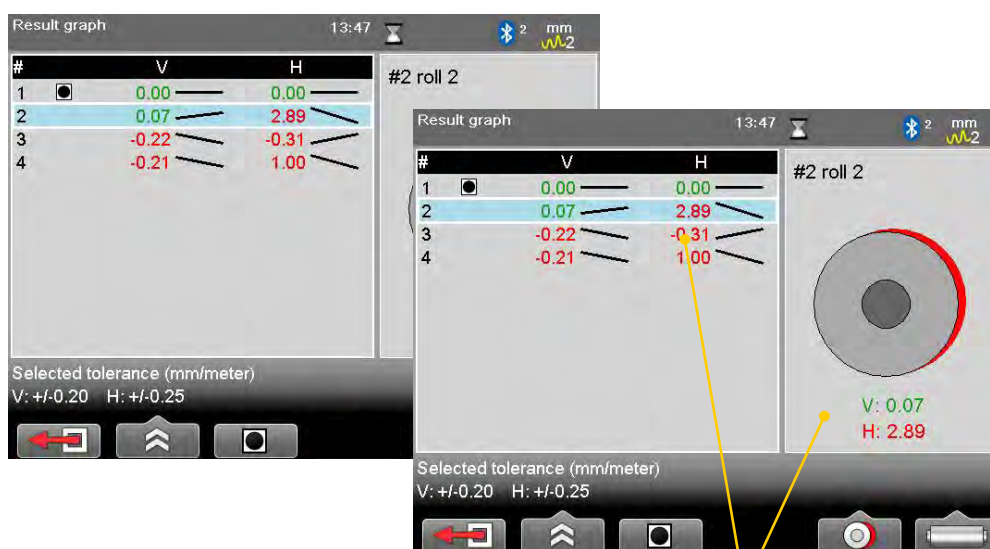 Result graph 13:47 2 mm
2
# V H
1 0.00 0.00
2 0.07 2.89
3 -0.22 -0.31
4 -0.21 1.00
#2 roll 2
Selected tolerance (mm/meter)
V: +/-0.20 H: +/-0.25
Result graph 13:47 2 mm
2
# V H
1 0.00 0.00
2 0.07 2.89
3 -0.22 -0.31
4 -0.21 1.00
#2 roll 2
V: 0.07
H: 2.89
Selected tolerance (mm/meter)
V: +/-0.20 H: +/-0.25